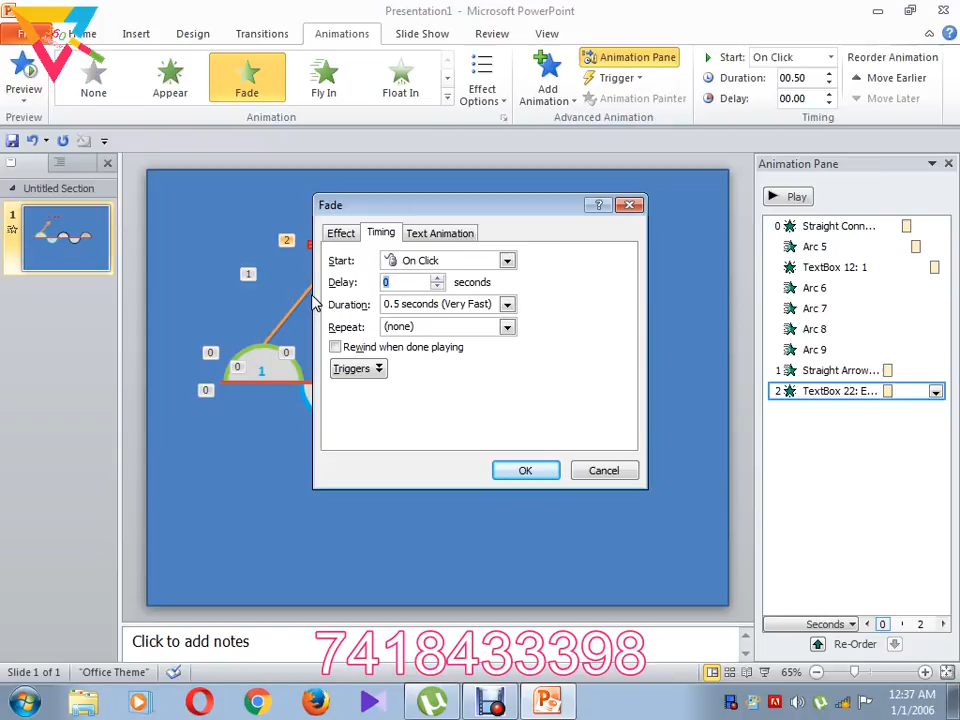 Presentation1 - Microsoft PowerPoint
Home Insert Design Transitions Animations Slide Show Review View
Preview
None
Appear
Fade
Fly In
Float In
Effect
Options
Add
Animation
Animation Pane
Trigger
Animation Painter
Start: On Click
Duration: 00.50
Delay: 00.00
Reorder Animation
Move Earlier
Move Later
Preview
Animation
Advanced Animation
Timing
Untitled Section
1
2
1
0
0
0
0
1
Fade
Effect Timing Text Animation
Start: On Click
Delay: 0 seconds
Duration: 0.5 seconds (Very Fast)
Repeat: (none)
Rewind when done playing
Triggers
OK Cancel
Animation Pane
Play
0 Straight Conn...
Arc 5
TextBox 12: 1
Arc 6
Arc 7
Arc 8
Arc 9
1 Straight Arrow...
2 TextBox 22: E...
Seconds 0 2
Re-Order
Click to add notes
7418433398
Slide 1 of 1 "Office Theme" 65%
12:37 AM
1/1/2006